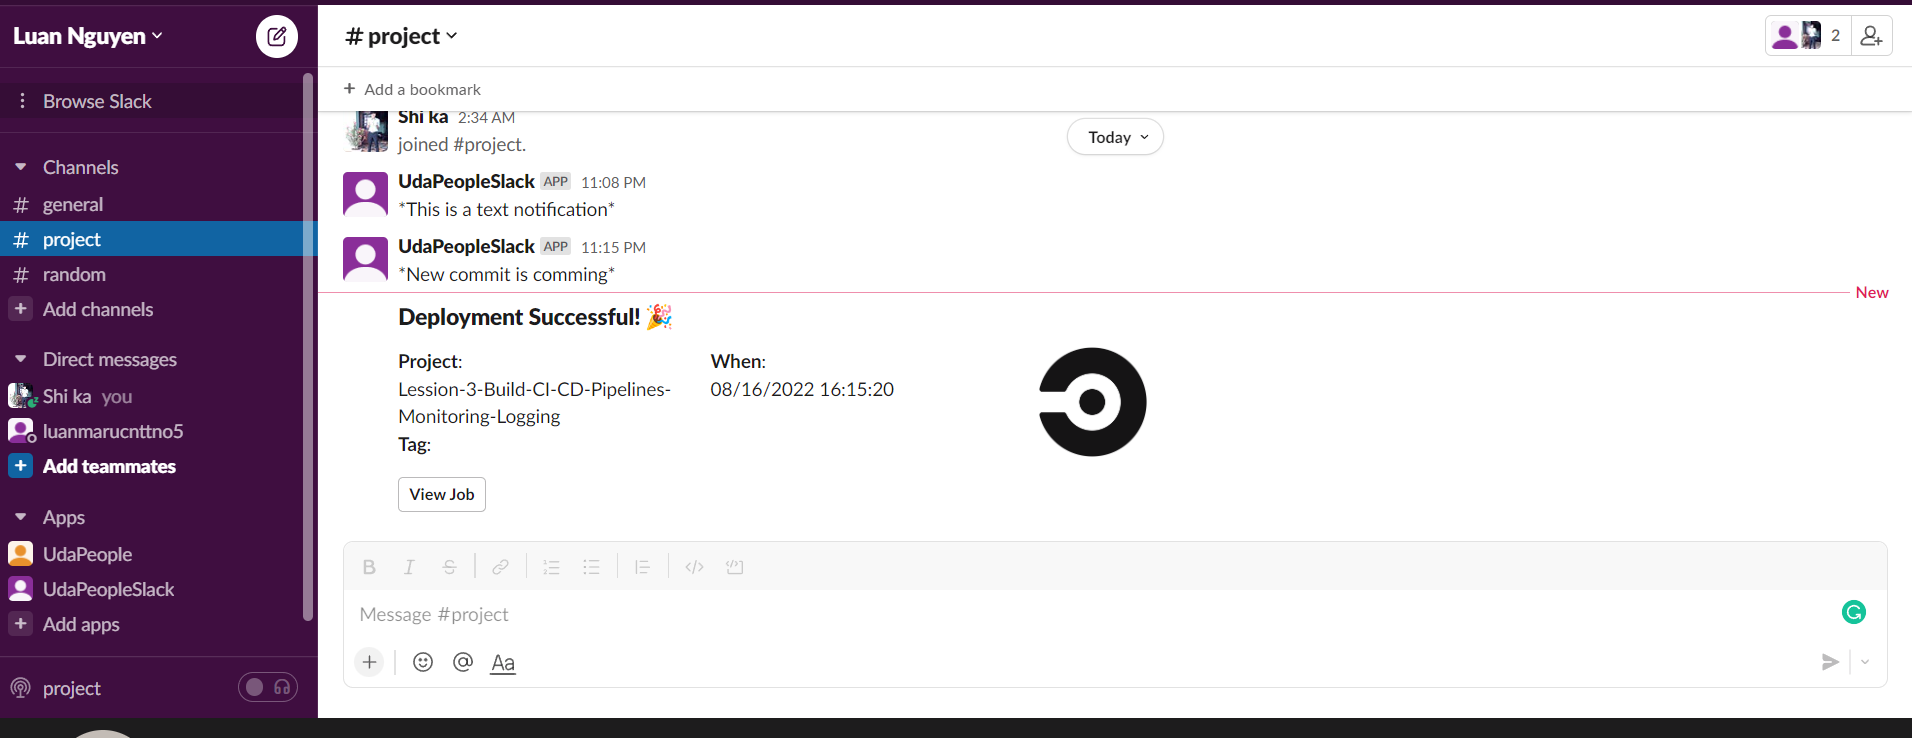 Luan Nguyen
Browse Slack
Channels
# general
# project
# random
+ Add channels
Direct messages
Shi ka you
luanmarucnttno5
+ Add teammates
Apps
UdaPeople
UdaPeopleSlack
+ Add apps
project
# project
2
+ Add a bookmark
Shi ka 2:34 AM
joined #project.
Today
UdaPeopleSlack APP 11:08 PM
*This is a text notification*
UdaPeopleSlack APP 11:15 PM
*New commit is comming*
New
Deployment Successful! 🎉
Project:
Lession-3-Build-CI-CD-Pipelines-
Monitoring-Logging
When:
08/16/2022 16:15:20
Tag:
View Job
B I S
Message #project
G
+ @ Aa